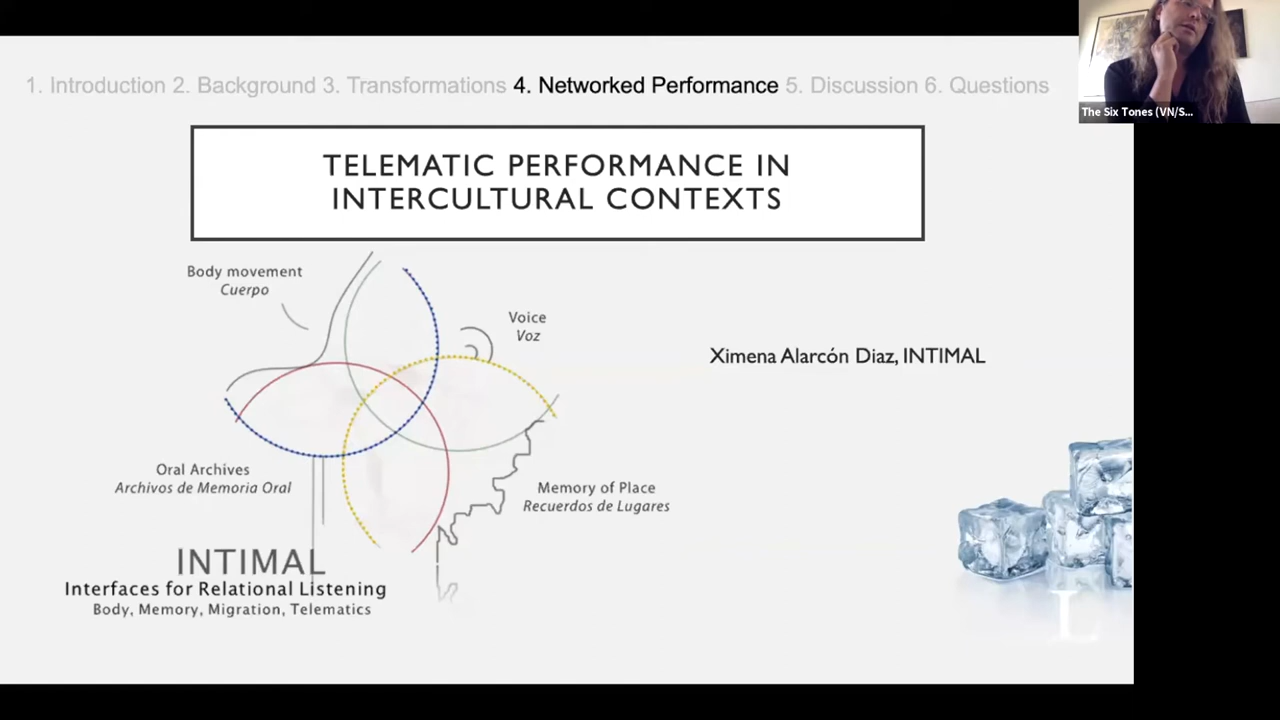 1. Introduction 2. Background 3. Transformations 4. Networked Performance 5. Discussion 6. Questions
The Six Tones (VN/S...
TELEMATIC PERFORMANCE IN
INTERCULTURAL CONTEXTS
Body movement
Cuerpo
Voice
Voz
Ximena Alarcón Diaz, INTIMAL
Oral Archives
Archivos de Memoria Oral
Memory of Place
Recuerdos de Lugares
INTIMAL
Interfaces for Relational Listening
Body, Memory, Migration, Telematics